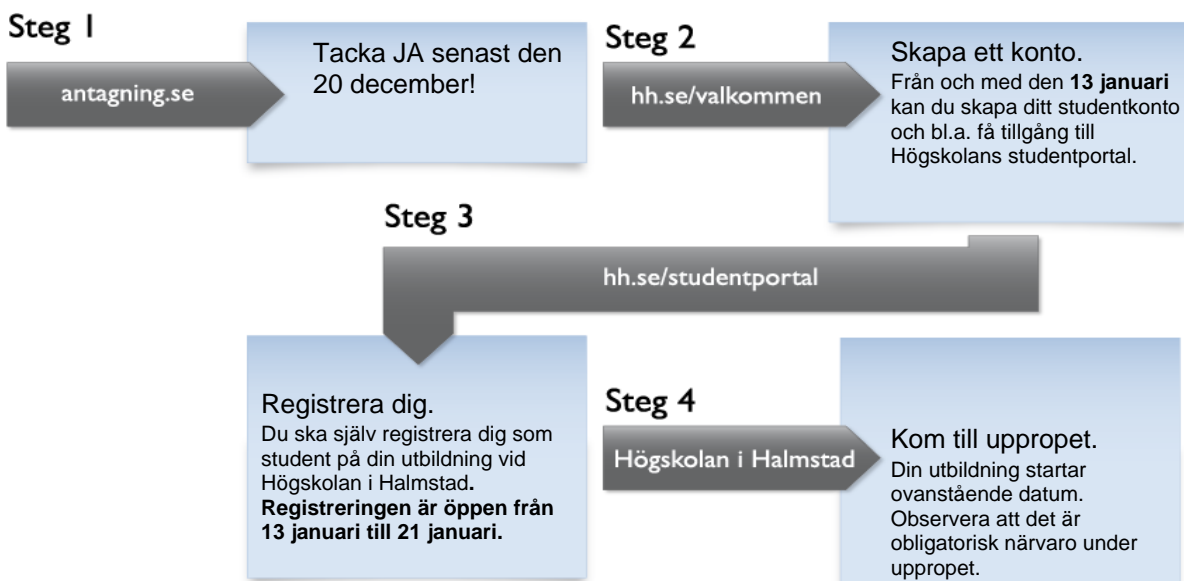 Steg 1
antagning.se
Tacka JA senast den
20 december!
Steg 2
hh.se/valkommen
Skapa ett konto.
Från och med den 13 januari
kan du skapa ditt studentkonto
och bl.a. få tillgång till
Högskolans studentportal.
Steg 3
hh.se/studentportal
Registrera dig.
Du ska själv registrera dig som
student på din utbildning vid
Högskolan i Halmstad.
Registreringen är öppen från
13 januari till 21 januari.
Steg 4
Högskolan i Halmstad
Kom till uppropet.
Din utbildning startar
ovanstående datum.
Observera att det är
obligatorisk närvaro under
uppropet.